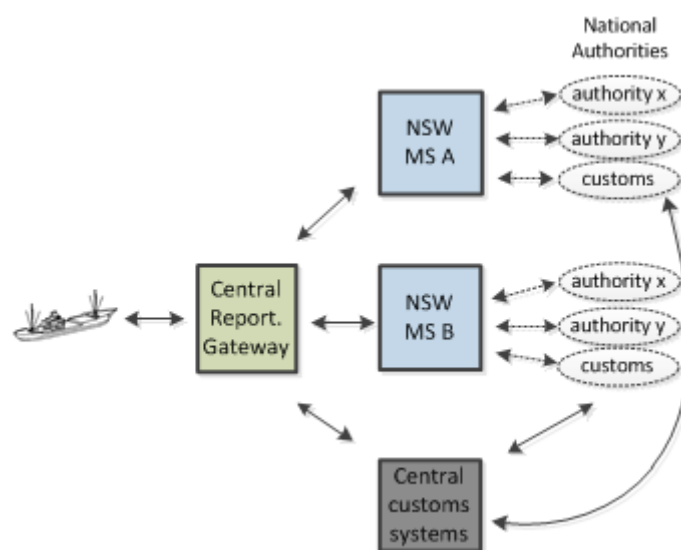 National
Authorities
authority x
NSW
MS A
authority y
customs
Central
Report.
Gateway
NSW
MS B
authority x
authority y
customs
Central
customs
systems